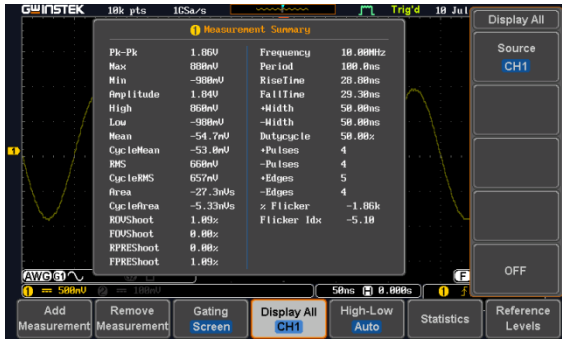 GWINSTEK 10k pts 1GSa/s Trig'd 10 Jul
Display All
1 Measurement Summary
Source
CH1
Pk-Pk 1.86V Frequency 10.00MHz
Max 880mV Period 100.0ns
Min -980mV RiseTime 28.80ns
Amplitude 1.84V FallTime 29.30ns
High 860mV +Width 50.00ns
Low -980mV -Width 50.00ns
Mean -54.7mV Dutycycle 50.00%
CycleMean -53.0mV +Pulses 4
RMS 660mV -Pulses 4
CycleRMS 657mV +Edges 5
Area -27.3nVs -Edges 4
CycleArea -5.33nVs % Flicker -1.86k
ROVShoot 1.09% Flicker Idx -5.10
FOVShoot 0.00%
RPREShoot 0.00%
FPREShoot 1.09%
1
OFF
AWG G1 F
1 500mV 2 100mV 50ns H 0.000s 1
Add Measurement
Remove Measurement
Gating
Screen
Display All
CH1
High-Low
Auto
Statistics
Reference Levels